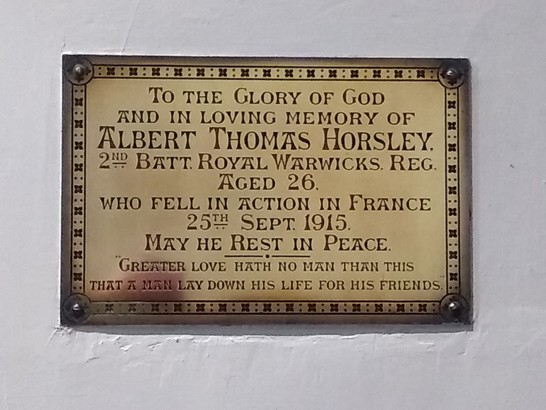 To the Glory of God
and in loving memory of
Albert Thomas Horsley.
2ND Batt. Royal Warwicks. Reg.
Aged 26.
who fell in action in France
25TH Sept. 1915.
May he Rest in Peace.
"Greater love hath no man than this
that a man lay down his life for his friends."